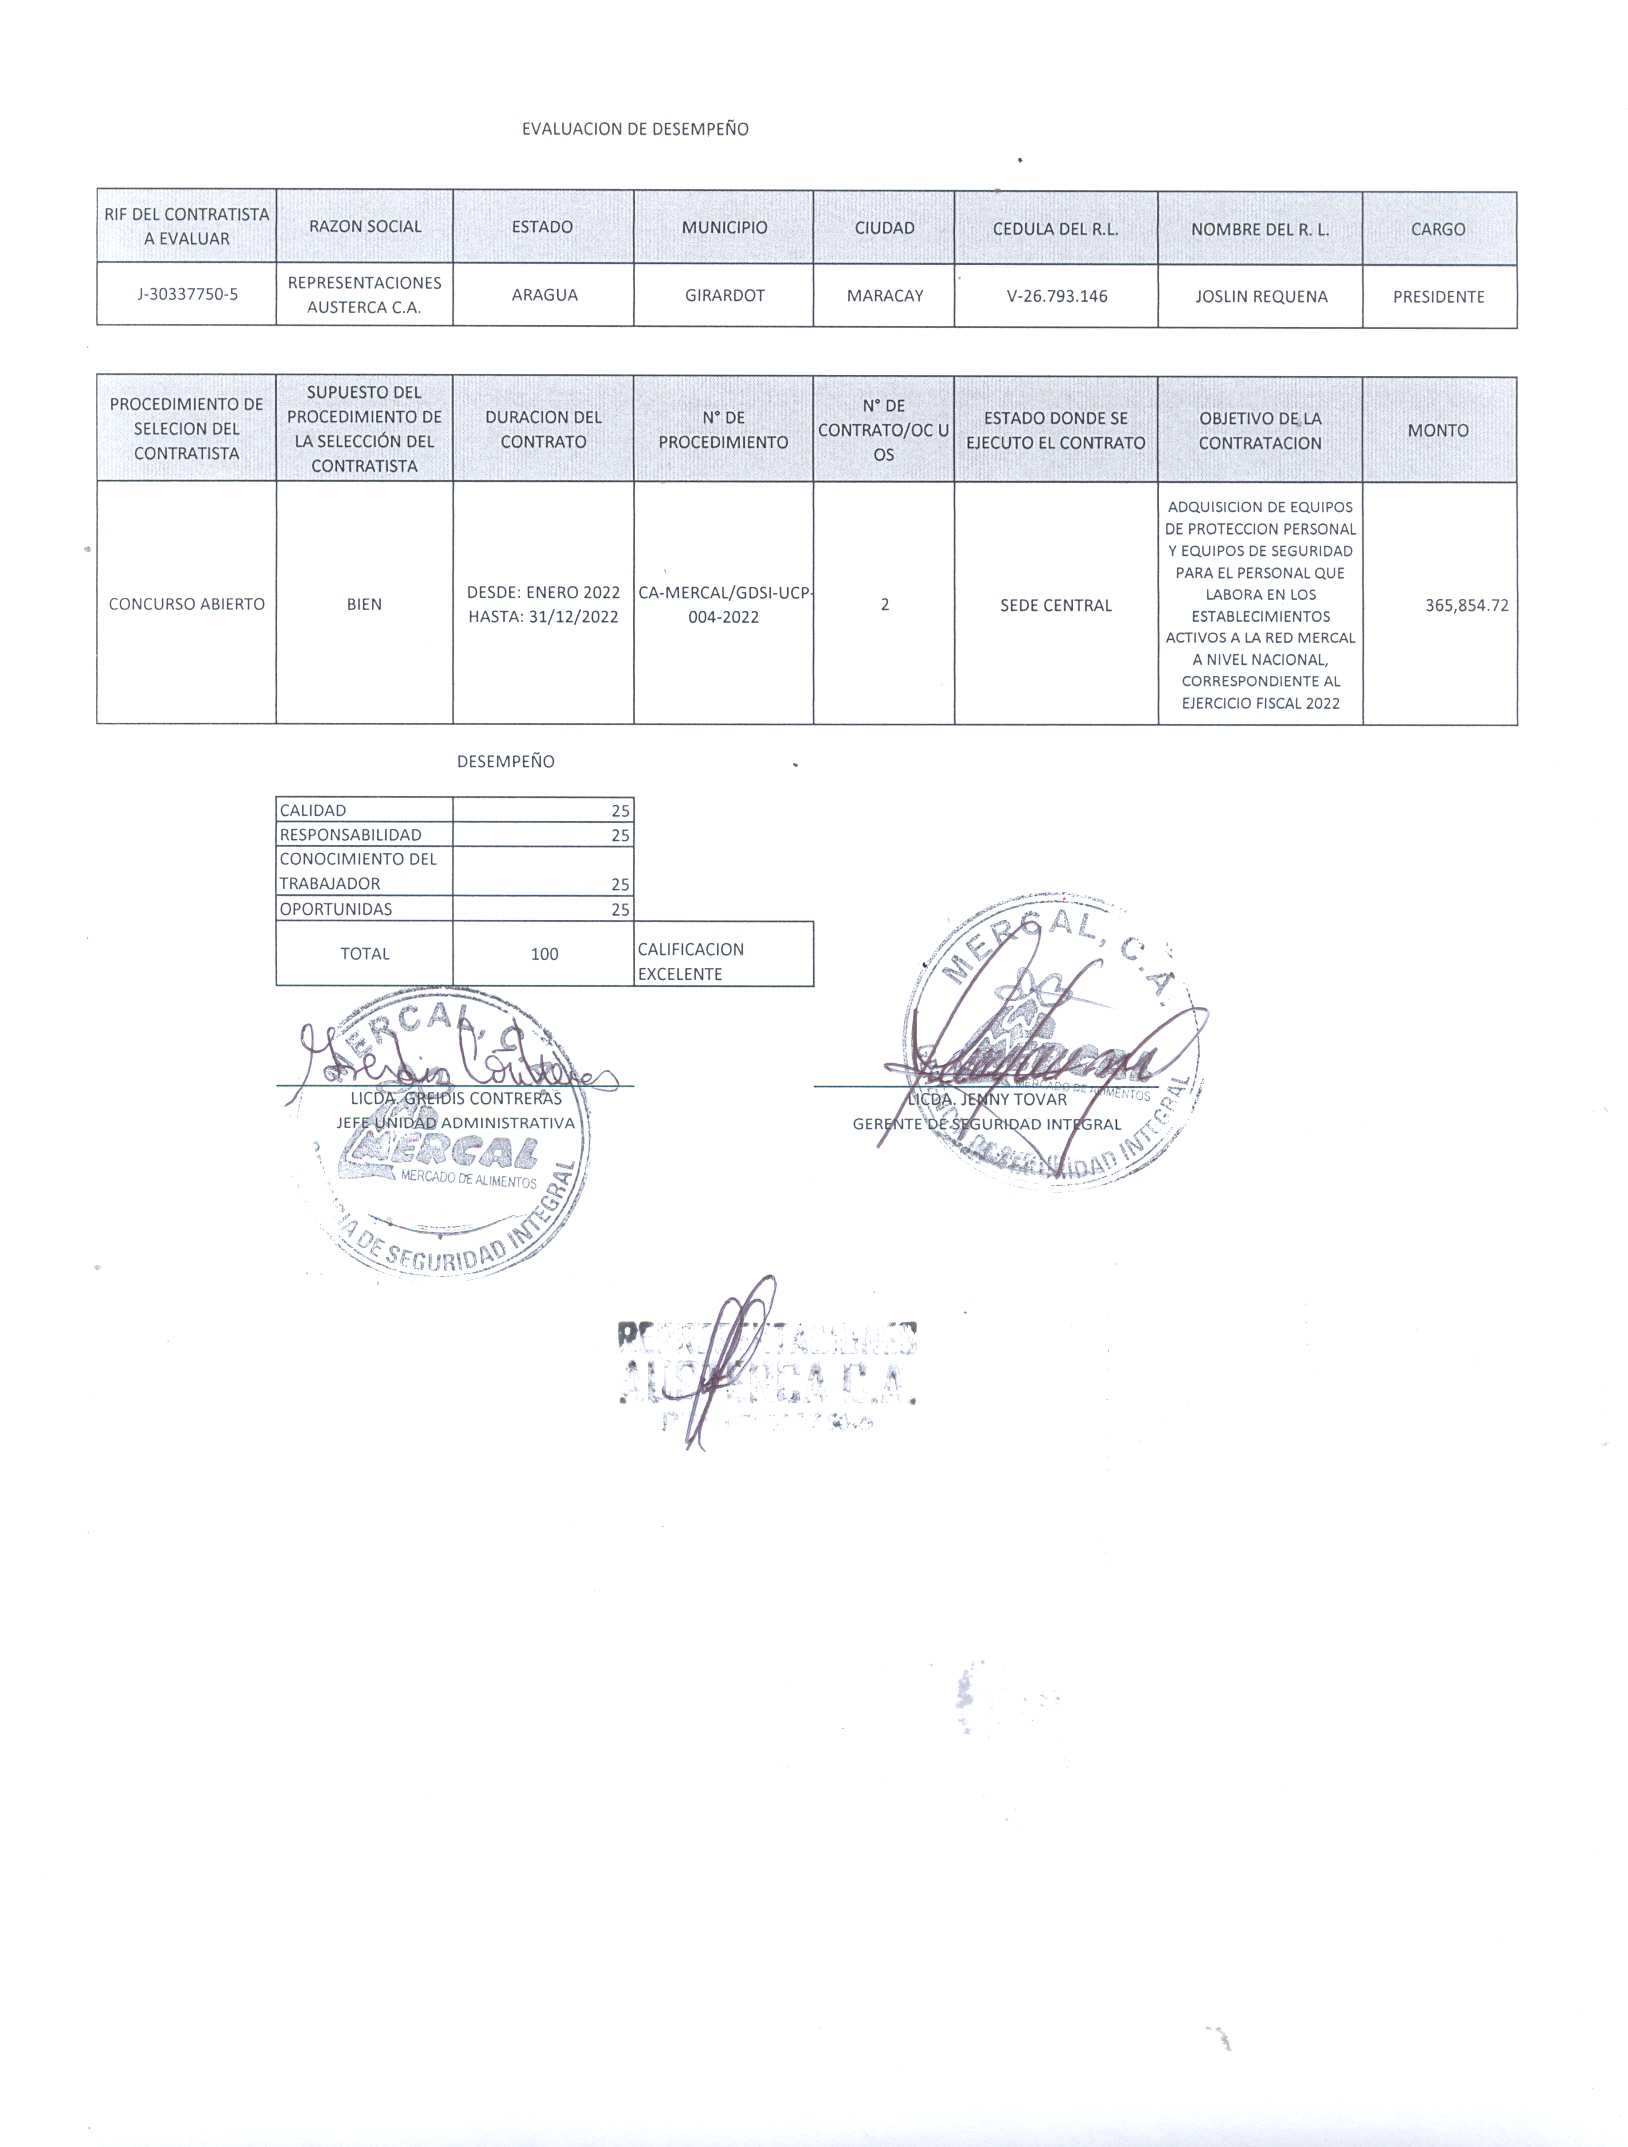 EVALUACION DE DESEMPEÑO
RIF DEL CONTRATISTA
A EVALUAR
RAZON SOCIAL
ESTADO
MUNICIPIO
CIUDAD
CEDULA DEL R.L.
NOMBRE DEL R. L.
CARGO
J-30337750-5
REPRESENTACIONES
AUSTERCA C.A.
ARAGUA
GIRARDOT
MARACAY
V-26.793.146
JOSLIN REQUENA
PRESIDENTE
PROCEDIMIENTO DE
SELECION DEL
CONTRATISTA
SUPUESTO DEL
PROCEDIMIENTO DE
LA SELECCIÓN DEL
CONTRATISTA
DURACION DEL
CONTRATO
N° DE
PROCEDIMIENTO
N° DE
CONTRATO/OC U
OS
ESTADO DONDE SE
EJECUTO EL CONTRATO
OBJETIVO DE LA
CONTRATACION
MONTO
CONCURSO ABIERTO
BIEN
DESDE: ENERO 2022
HASTA: 31/12/2022
CA-MERCAL/GDSI-UCP-
004-2022
2
SEDE CENTRAL
ADQUISICION DE EQUIPOS
DE PROTECCION PERSONAL
Y EQUIPOS DE SEGURIDAD
PARA EL PERSONAL QUE
LABORA EN LOS
ESTABLECIMIENTOS
ACTIVOS A LA RED MERCAL
A NIVEL NACIONAL,
CORRESPONDIENTE AL
EJERCICIO FISCAL 2022
365,854.72
DESEMPEÑO
CALIDAD 25
RESPONSABILIDAD 25
CONOCIMIENTO DEL
TRABAJADOR 25
OPORTUNIDAS 25
TOTAL 100
CALIFICACION
EXCELENTE
MERCAL, C.
Greidis Contreras
LICDA. GREIDIS CONTRERAS
JEFE UNIDAD ADMINISTRATIVA
MERCAL
MERCADO DE ALIMENTOS
DE SEGURIDAD INTEGRAL
MERCAL, C.A.
MERCADO DE ALIMENTOS
LICDA. JENNY TOVAR
GERENTE DE SEGURIDAD INTEGRAL
DE SEGURIDAD INTEGRAL
REPRESENTACIONES
AUSTERCA C.A.